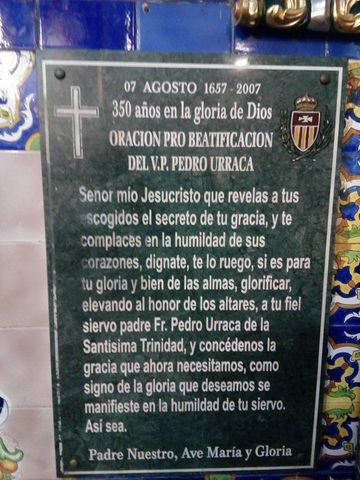 07 AGOSTO 1657 - 2007
350 años en la gloria de Dios
ORACION PRO BEATIFICACION
DEL V.P. PEDRO URRACA
Senor mío Jesucristo que revelas a tus
escogidos el secreto de tu gracia, y te
complaces en la humildad de sus
corazones, dignate, te lo ruego, si es para
tu gloria y bien de las almas, glorificar,
elevando al honor de los altares, a tu fiel
siervo padre Fr. Pedro Urraca de la
Santisima Trinidad, y concédenos la
gracia que ahora necesitamos, como
signo de la gloria que deseamos se
manifieste en la humildad de tu siervo.
Así sea.
Padre Nuestro, Ave María y Gloria